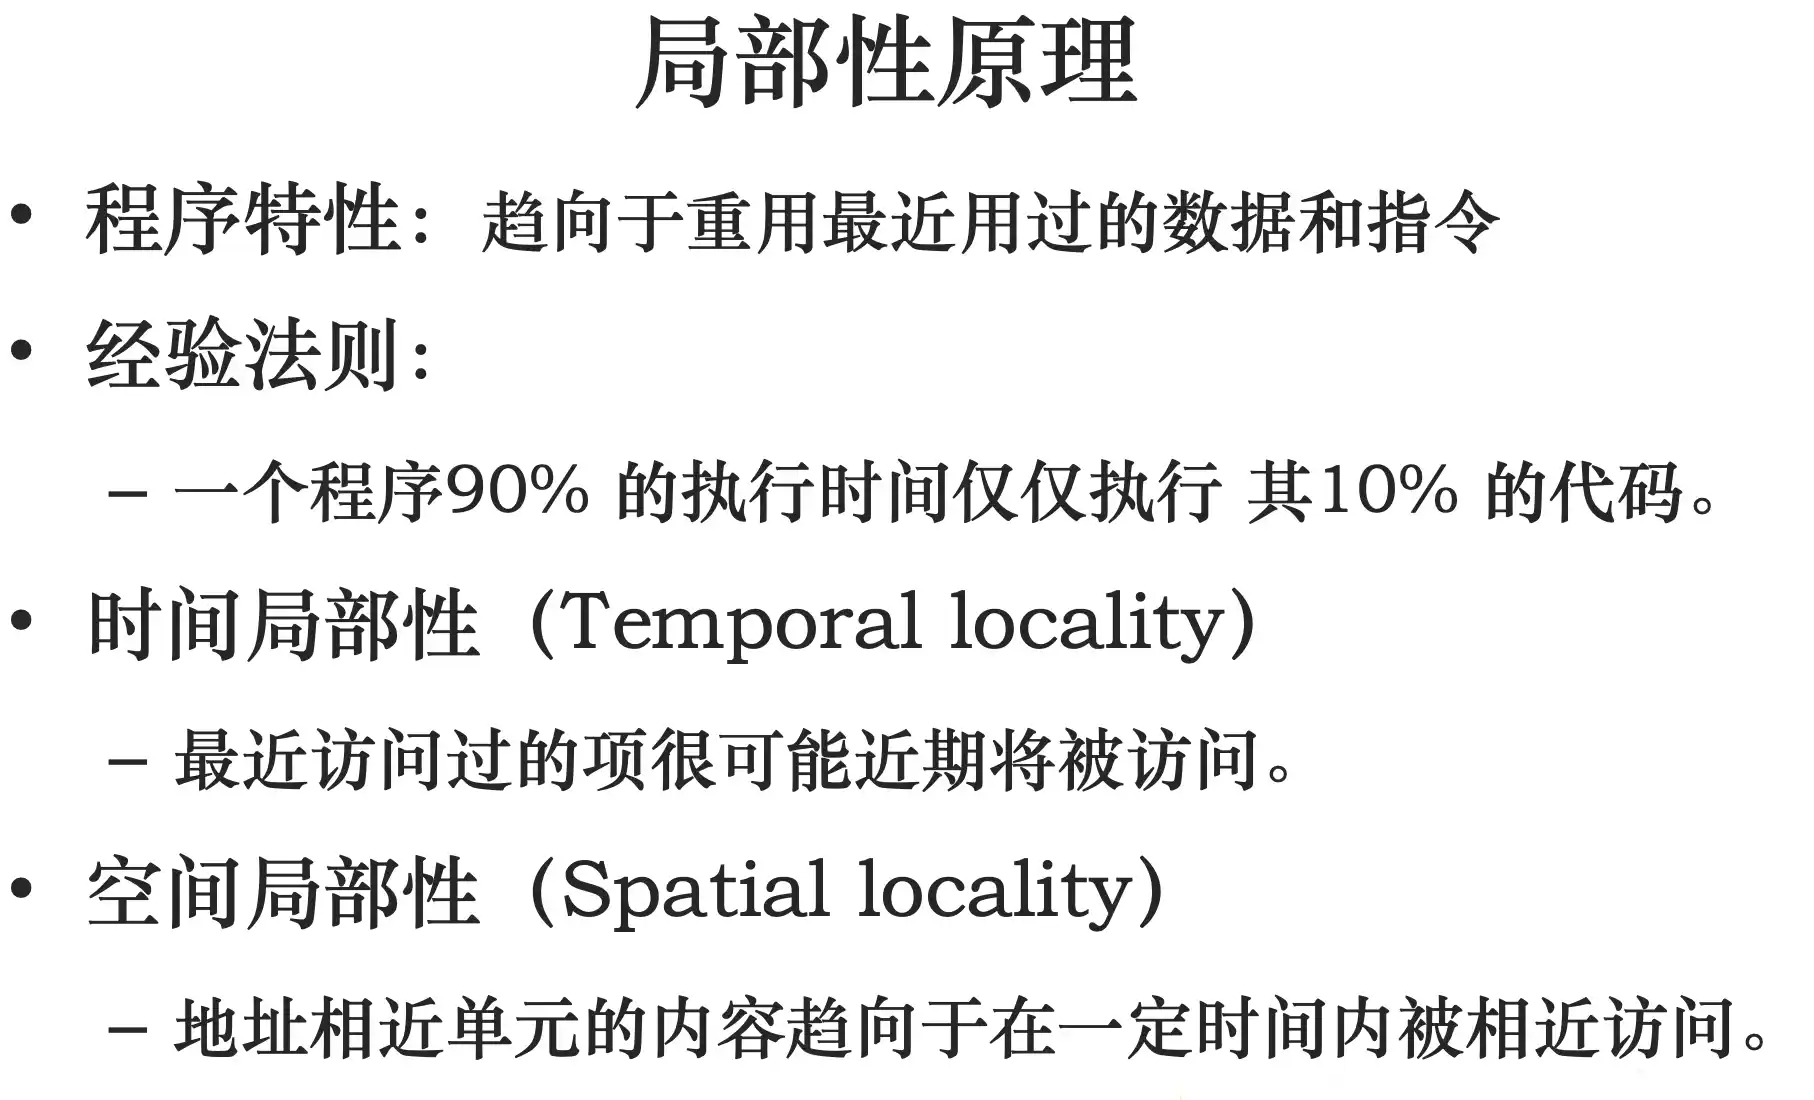 局部性原理
• 程序特性：趋向于重用最近用过的数据和指令
• 经验法则：
– 一个程序90% 的执行时间仅仅执行 其10% 的代码。
• 时间局部性（Temporal locality）
– 最近访问过的项很可能近期将被访问。
• 空间局部性（Spatial locality）
– 地址相近单元的内容趋向于在一定时间内被相近访问。